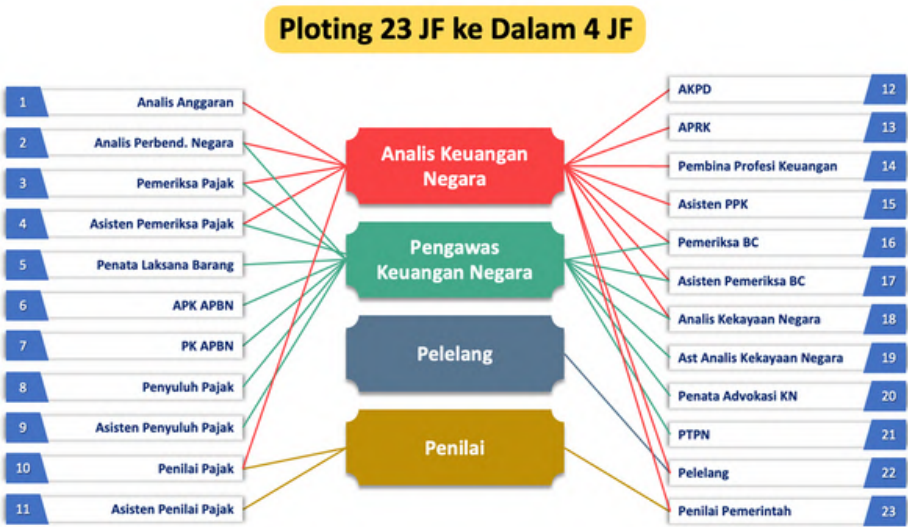 Ploting 23 JF ke Dalam 4 JF
1 Analis Anggaran
2 Analis Perbend. Negara
3 Pemeriksa Pajak
4 Asisten Pemeriksa Pajak
5 Penata Laksana Barang
6 APK APBN
7 PK APBN
8 Penyuluh Pajak
9 Asisten Penyuluh Pajak
10 Penilai Pajak
11 Asisten Penilai Pajak
Analis Keuangan
Negara
Pengawas
Keuangan Negara
Pelelang
Penilai
AKPD 12
APRK 13
Pembina Profesi Keuangan 14
Asisten PPK 15
Pemeriksa BC 16
Asisten Pemeriksa BC 17
Analis Kekayaan Negara 18
Ast Analis Kekayaan Negara 19
Penata Advokasi KN 20
PTPN 21
Pelelang 22
Penilai Pemerintah 23